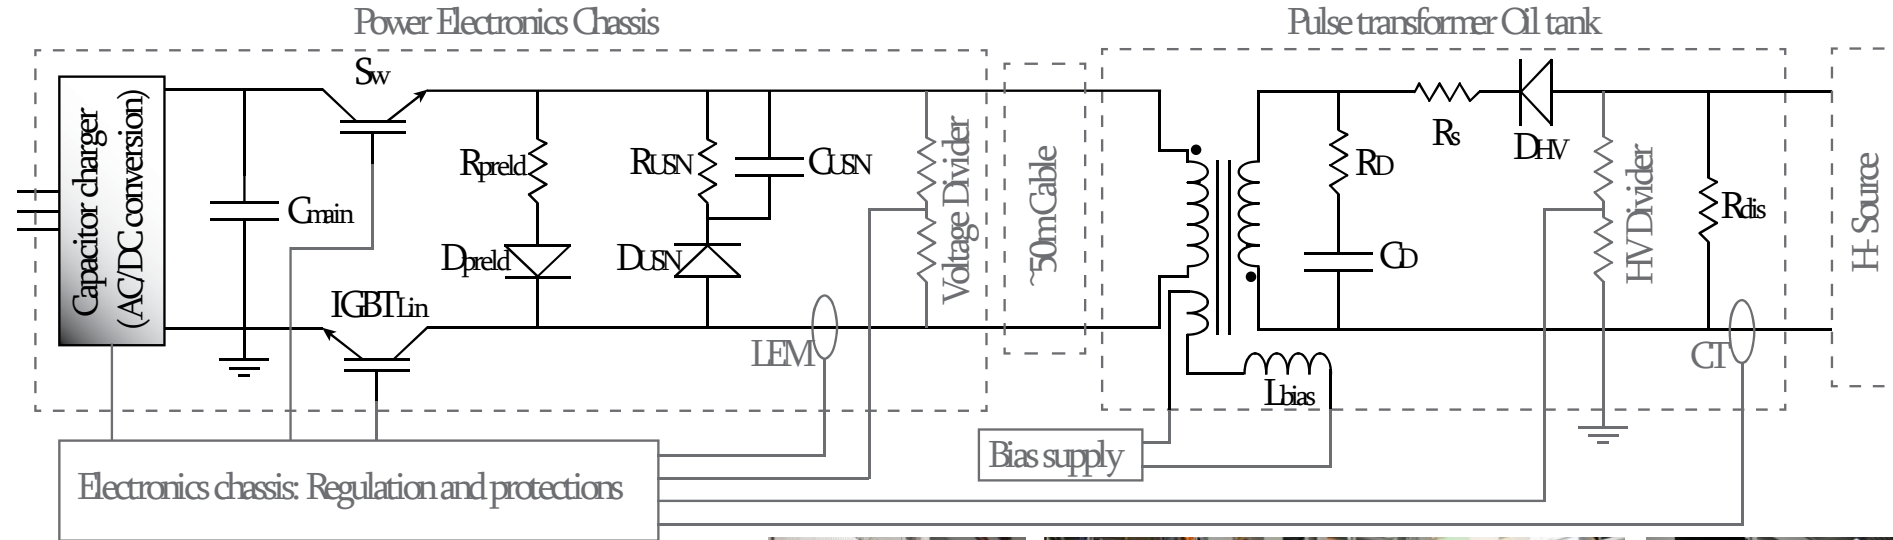 Power Electronics Chassis
Pulse transformer Oil tank
Capacitor charger
(AC/DC conversion)
Sw
Cmain
IGBTLin
Rpreld
Dpreld
RUSN
CUSN
DUSN
LEM
Voltage Divider
~50m Cable
Lbias
RD
CD
Rs
DHV
HV Divider
Rdis
CT
H- Source
Bias supply
Electronics chassis: Regulation and protections